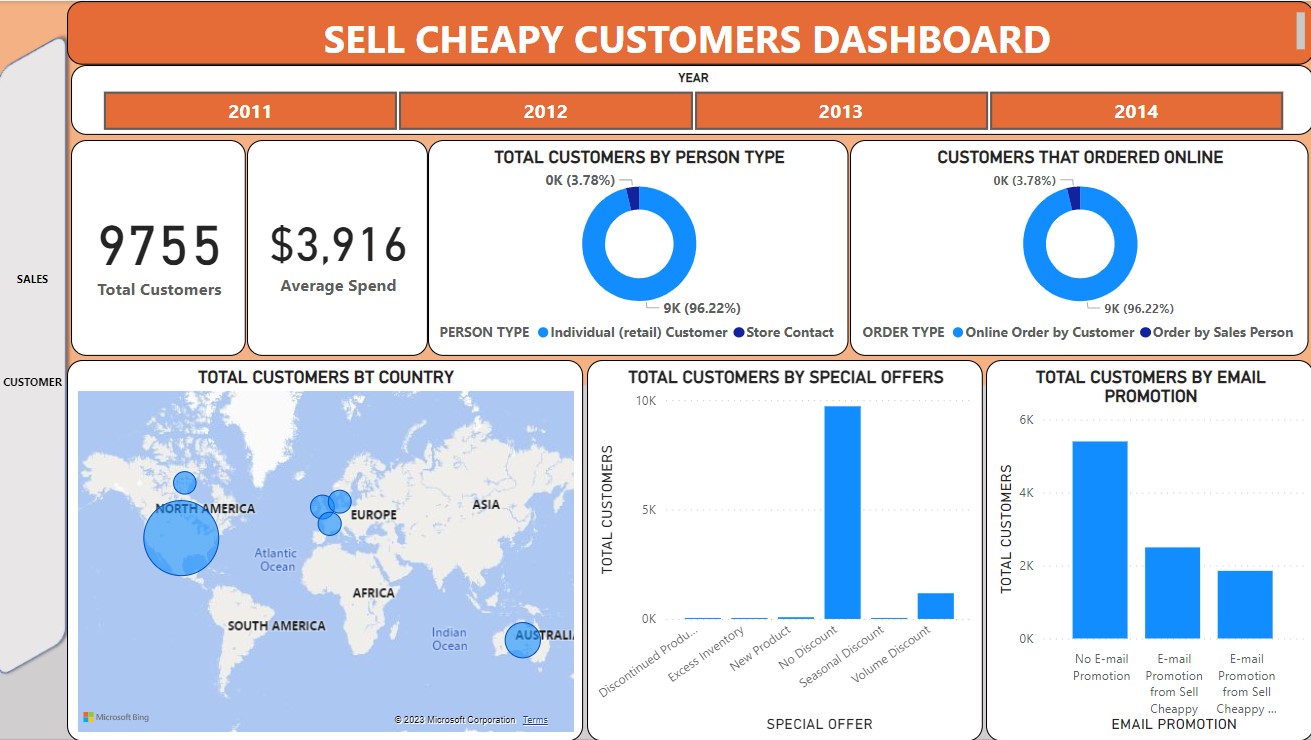 SELL CHEAPY CUSTOMERS DASHBOARD
YEAR
2011
2012
2013
2014
SALES
CUSTOMER
9755
Total Customers
$3,916
Average Spend
TOTAL CUSTOMERS BY PERSON TYPE
0K (3.78%)
9K (96.22%)
PERSON TYPE Individual (retail) Customer Store Contact
CUSTOMERS THAT ORDERED ONLINE
0K (3.78%)
9K (96.22%)
ORDER TYPE Online Order by Customer Order by Sales Person
TOTAL CUSTOMERS BT COUNTRY
NORTH AMERICA
EUROPE
ASIA
Atlantic
Ocean
AFRICA
SOUTH AMERICA
Indian
Ocean
AUSTRALI
Microsoft Bing
© 2023 Microsoft Corporation Terms
TOTAL CUSTOMERS BY SPECIAL OFFERS
TOTAL CUSTOMERS
10K
5K
0K
Discontinued Produ...
Excess Inventory
New Product
No Discount
Seasonal Discount
Volume Discount
SPECIAL OFFER
TOTAL CUSTOMERS BY EMAIL
PROMOTION
TOTAL CUSTOMERS
6K
4K
2K
0K
No E-mail
Promotion
E-mail
Promotion
from Sell
Cheappy
E-mail
Promotion
from Sell
Cheappy ...
EMAIL PROMOTION